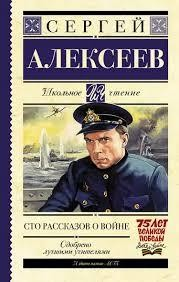 СЕРГЕЙ
АЛЕКСЕЕВ
Школьное чтение
СТО РАССКАЗОВ О ВОЙНЕ
Одобрено
лучшими учителями
75 ЛЕТ
ВЕЛИКОЙ
ПОБЕДЫ